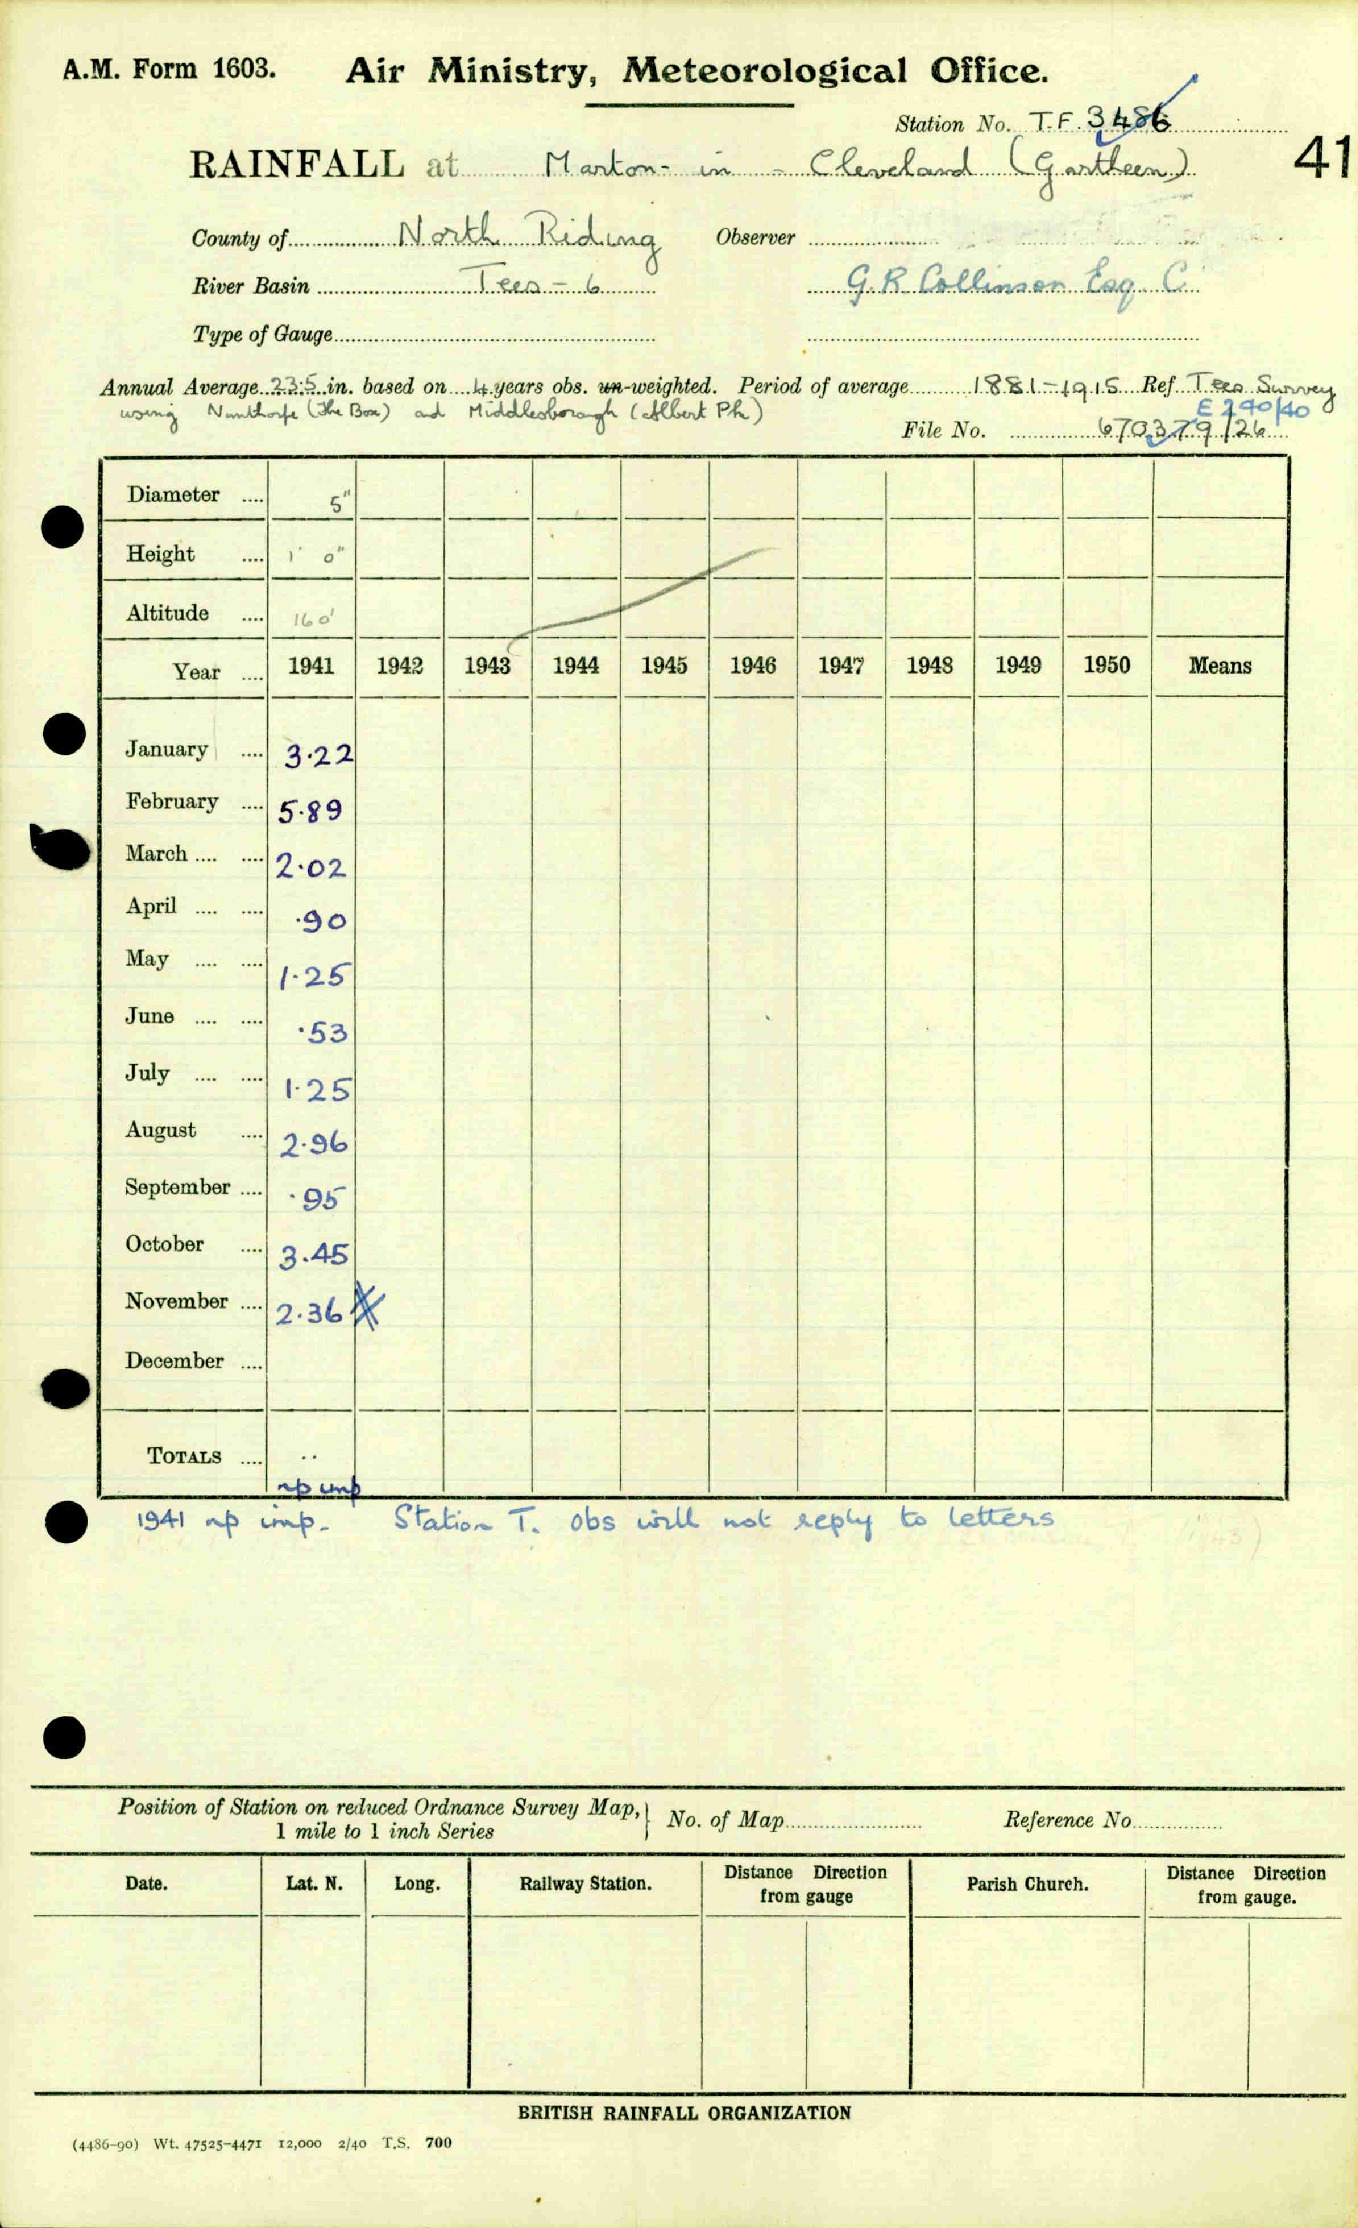 A.M. Form 1603. Air Ministry, Meteorological Office.
Station No. T.F. 3486
41
RAINFALL at Marton-in-Cleveland (Gartheen)
County of North Riding Observer
River Basin Tees-6 G. R Collinson Esq. C
Type of Gauge
Annual Average 23.5 in. based on 4 years obs. un-weighted. Period of average 1881-1915 Ref Tees Survey
using Nunthorpe (The Box) and Middlesborough (Albert Pk) E 240/40
File No. 670379/26
Diameter .... 5"
Height .... 1' 0"
Altitude .... 160'
Year .... 1941 1942 1943 1944 1945 1946 1947 1948 1949 1950 Means
January .... 3.22
February .... 5.89
March .... .... 2.02
April .... .... .90
May .... .... 1.25
June .... .... .53
July .... .... 1.25
August .... 2.96
September .... .95
October .... 3.45
November .... 2.36
December ....
TOTALS .... ..
np imp
1941 np imp. Station T. obs will not reply to letters
Position of Station on reduced Ordnance Survey Map, No. of Map Reference No
1 mile to 1 inch Series
Date. Lat. N. Long. Railway Station. Distance Direction from gauge Parish Church. Distance Direction from gauge.
BRITISH RAINFALL ORGANIZATION
(4486-90) Wt. 47525-4471 12,000 2/40 T.S. 700